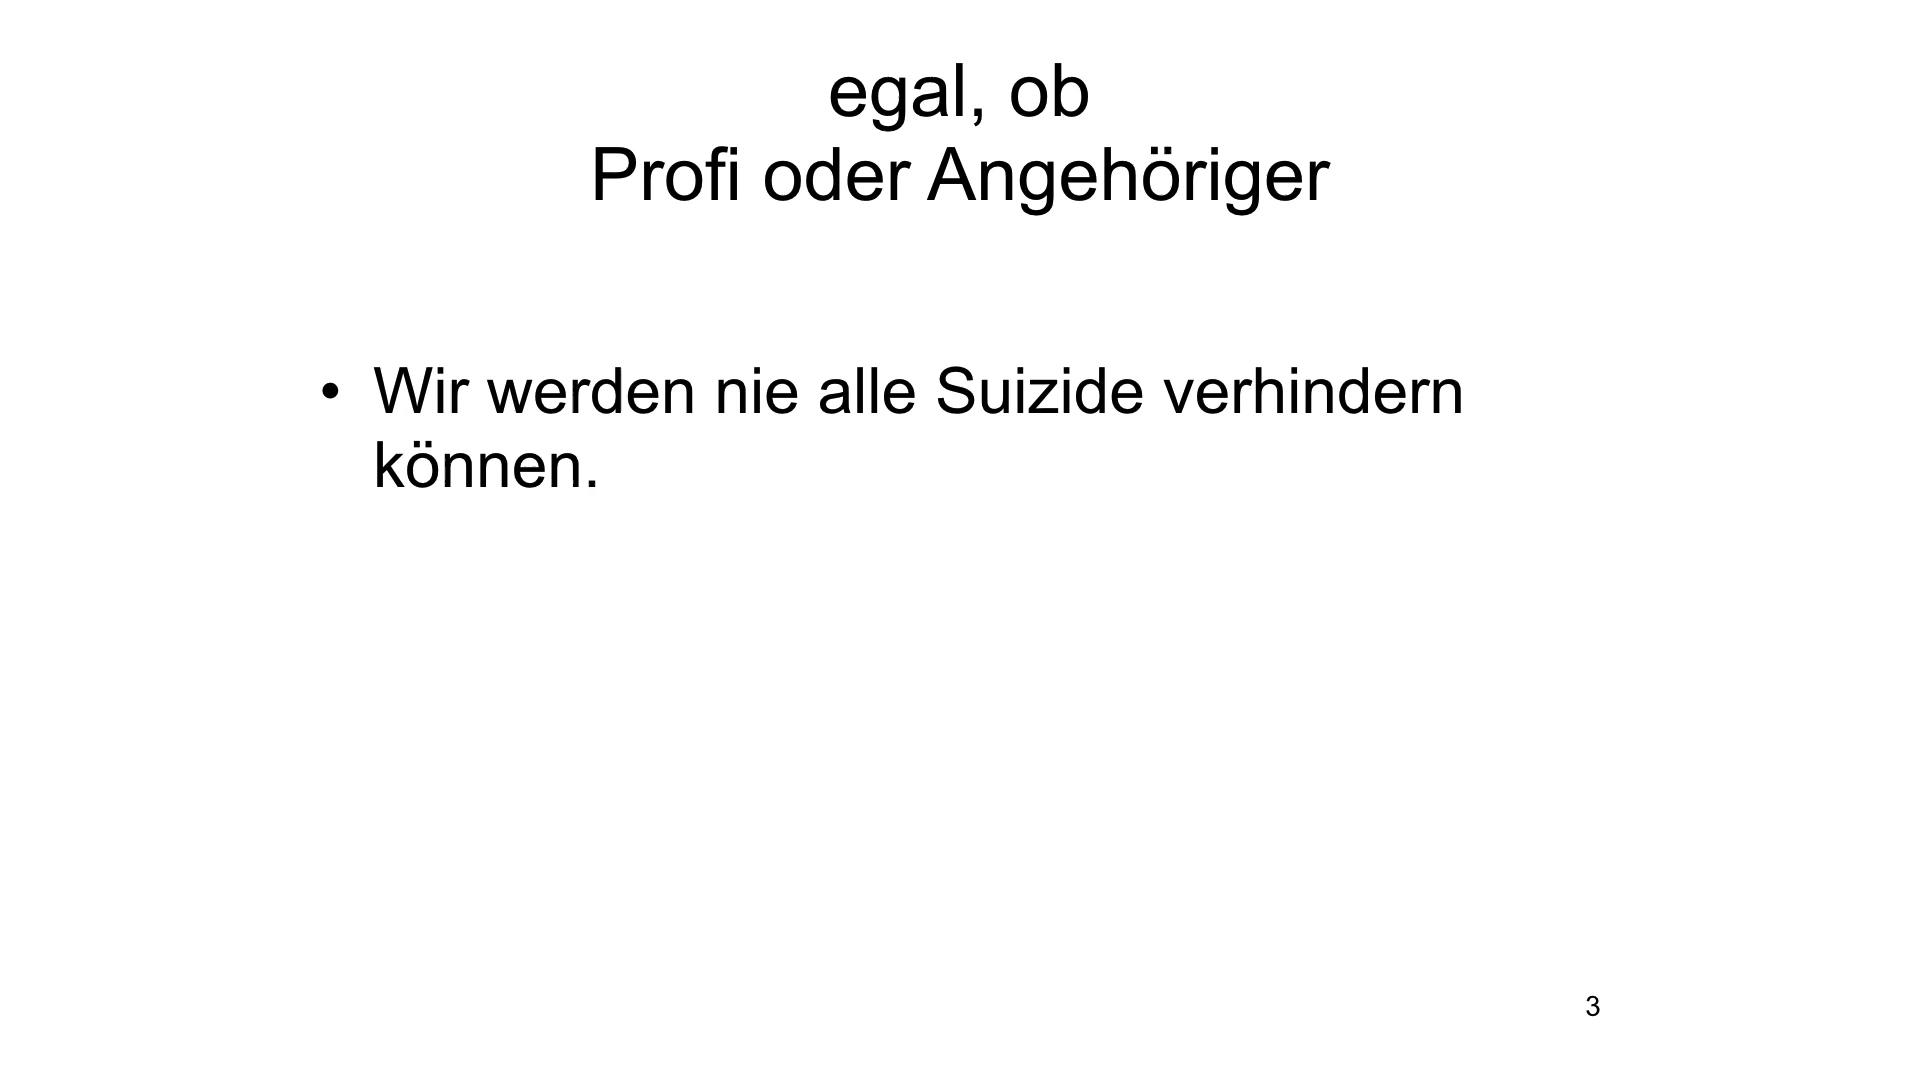 egal, ob
Profi oder Angehöriger
• Wir werden nie alle Suizide verhindern
können.
3